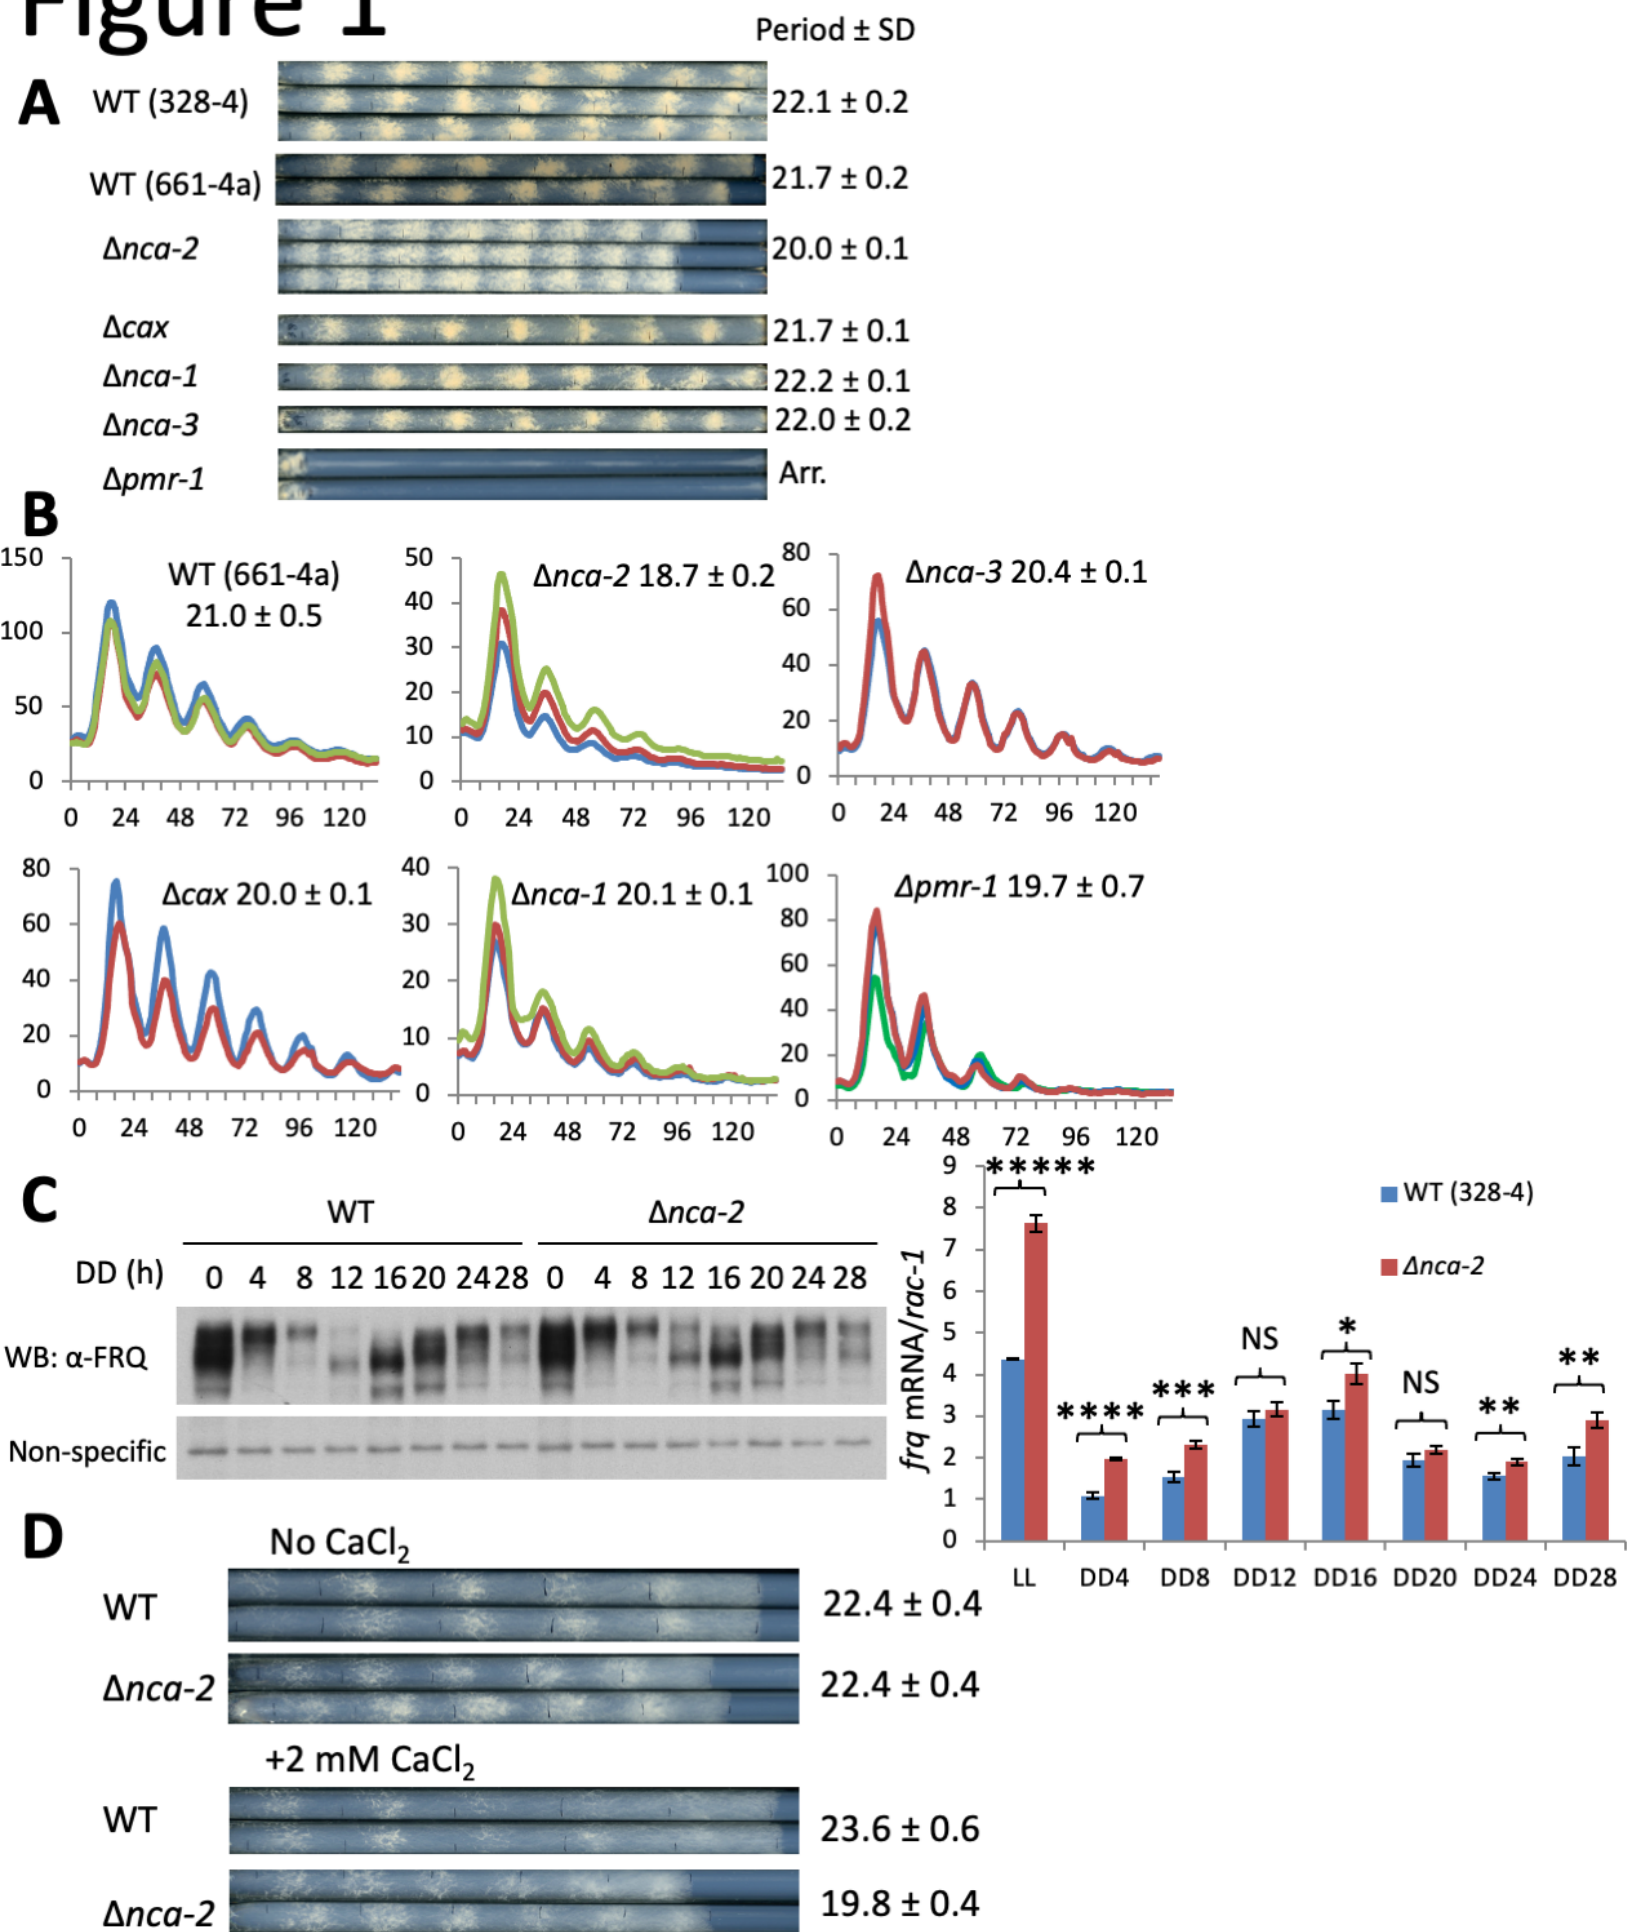 Figure 1
Period ± SD
A
WT (328-4)
22.1 ± 0.2
WT (661-4a)
21.7 ± 0.2
Δnca-2
20.0 ± 0.1
Δcax
21.7 ± 0.1
Δnca-1
22.2 ± 0.1
Δnca-3
22.0 ± 0.2
Δpmr-1
Arr.
B
150
100
50
0
WT (661-4a)
21.0 ± 0.5
0 24 48 72 96 120
50
40
30
20
10
0
Δnca-2 18.7 ± 0.2
0 24 48 72 96 120
80
60
40
20
0
Δnca-3 20.4 ± 0.1
0 24 48 72 96 120
80
60
40
20
0
Δcax 20.0 ± 0.1
0 24 48 72 96 120
40
30
20
10
0
Δnca-1 20.1 ± 0.1
0 24 48 72 96 120
100
80
60
40
20
0
Δpmr-1 19.7 ± 0.7
0 24 48 72 96 120
C
WT
Δnca-2
DD (h)
0 4 8 12 16 20 24 28 0 4 8 12 16 20 24 28
WB: α-FRQ
Non-specific
frq mRNA/rac-1
9
8
7
6
5
4
3
2
1
0
*****
****
***
NS
*
NS
**
**
WT (328-4)
Δnca-2
LL DD4 DD8 DD12 DD16 DD20 DD24 DD28
D
No CaCl₂
WT
22.4 ± 0.4
Δnca-2
22.4 ± 0.4
+2 mM CaCl₂
WT
23.6 ± 0.6
Δnca-2
19.8 ± 0.4